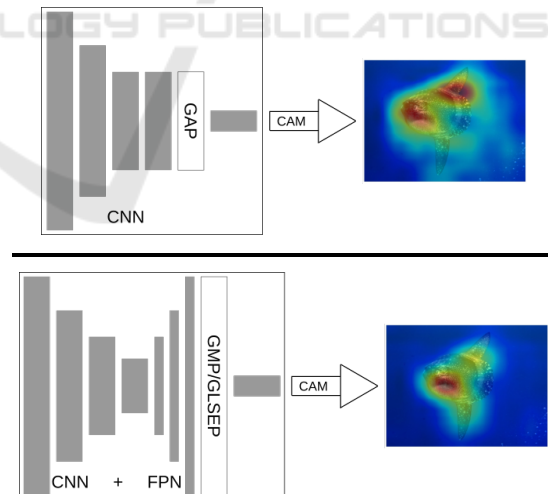 LOGY PUBLICATIONS
GAP
CAM
CNN
GMP/GLSEP
CAM
CNN + FPN